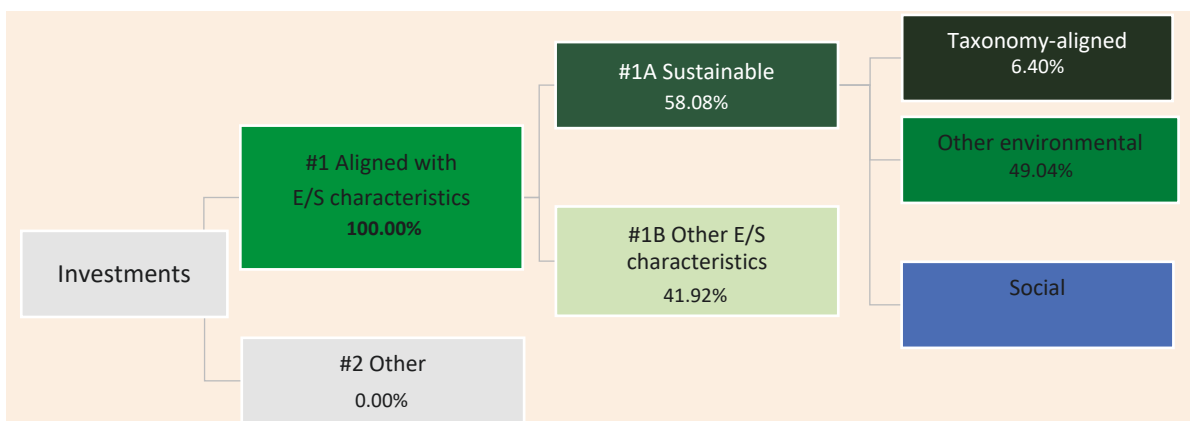 Investments
#1 Aligned with
E/S characteristics
100.00%
#2 Other
0.00%
#1A Sustainable
58.08%
#1B Other E/S
characteristics
41.92%
Taxonomy-aligned
6.40%
Other environmental
49.04%
Social